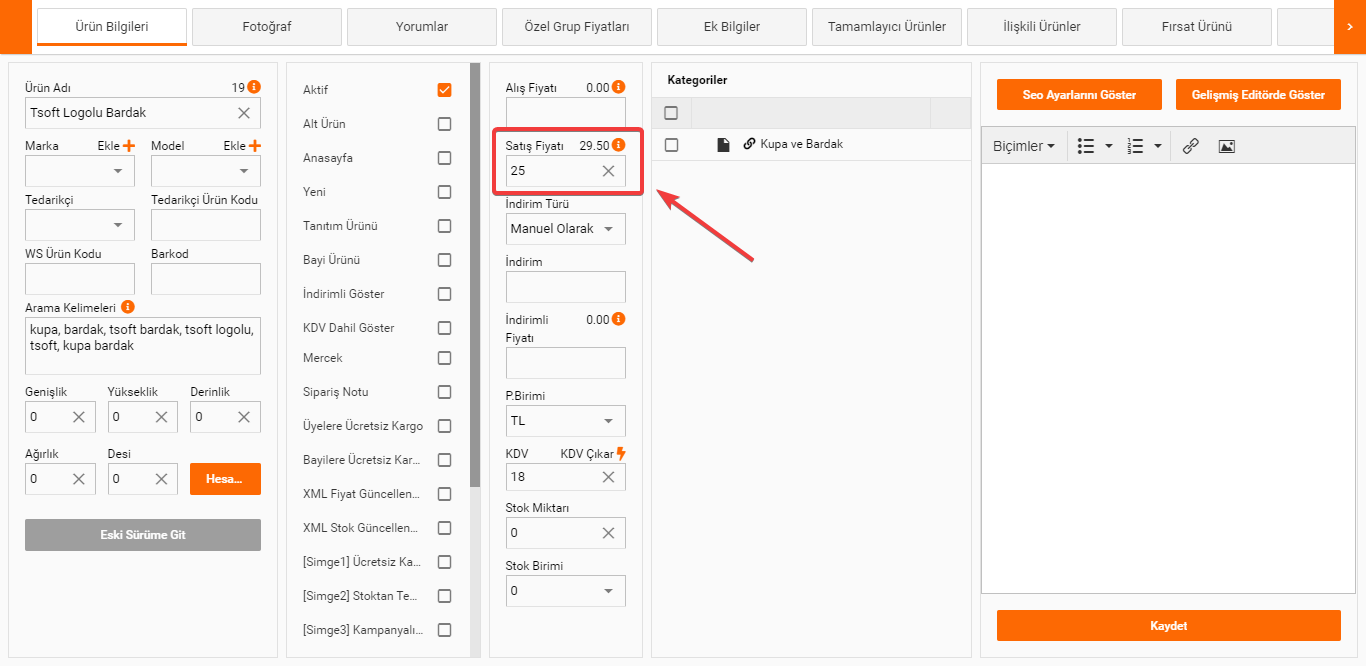 Ürün Bilgileri
Fotoğraf
Yorumlar
Özel Grup Fiyatları
Ek Bilgiler
Tamamlayıcı Ürünler
İlişkili Ürünler
Fırsat Ürünü
Ürün Adı 19
Tsoft Logolu Bardak
Marka Ekle
Model Ekle
Tedarikçi
Tedarikçi Ürün Kodu
WS Ürün Kodu
Barkod
Arama Kelimeleri
kupa, bardak, tsoft bardak, tsoft logolu,
tsoft, kupa bardak
Genişlik
Yükseklik
Derinlik
0
0
0
Ağırlık
Desi
0
0
Hesa...
Eski Sürüme Git
Aktif
Alt Ürün
Anasayfa
Yeni
Tanıtım Ürünü
Bayi Ürünü
İndirimli Göster
KDV Dahil Göster
Mercek
Sipariş Notu
Üyelere Ücretsiz Kargo
Bayilere Ücretsiz Kar...
XML Fiyat Güncellen...
XML Stok Güncellen...
[Simge1] Ücretsiz Ka...
[Simge2] Stoktan Te...
[Simge3] Kampanyalı...
Alış Fiyatı 0.00
Satış Fiyatı 29.50
25
İndirim Türü
Manuel Olarak
İndirim
İndirimli 0.00
Fiyatı
P.Birimi
TL
KDV KDV Çıkar
18
Stok Miktarı
0
Stok Birimi
0
Kategoriler
Kupa ve Bardak
Seo Ayarlarını Göster
Gelişmiş Editörde Göster
Biçimler
Kaydet